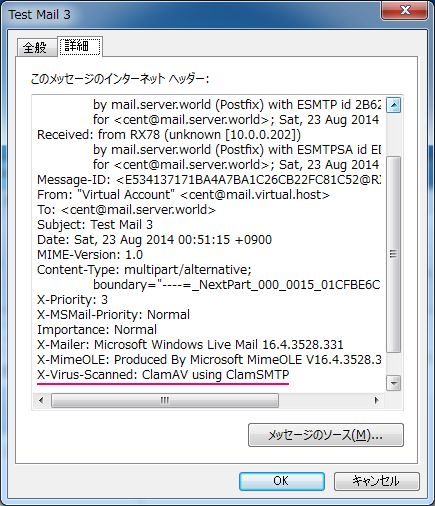 Test Mail 3
全般
詳細
このメッセージのインターネット ヘッダー:
by mail.server.world (Postfix) with ESMTP id 2B62
for <cent@mail.server.world>; Sat, 23 Aug 2014
Received: from RX78 (unknown [10.0.0.202])
by mail.server.world (Postfix) with ESMTPSA id
for <cent@mail.server.world>; Sat, 23 Aug 2014
Message-ID: <E534137171BA4A7BA1C26CB22FC81C52@RX
From: "Virtual Account" <cent@mail.virtual.host>
To: <cent@mail.server.world>
Subject: Test Mail 3
Date: Sat, 23 Aug 2014 00:51:15 +0900
MIME-Version: 1.0
Content-Type: multipart/alternative;
boundary="----=_NextPart_000_0015_01CFBE6C
X-Priority: 3
X-MSMail-Priority: Normal
Importance: Normal
X-Mailer: Microsoft Windows Live Mail 16.4.3528.331
X-MimeOLE: Produced By Microsoft MimeOLE V16.4.3528.3
X-Virus-Scanned: ClamAV using ClamSMTP
メッセージのソース(M)...
OK
キャンセル